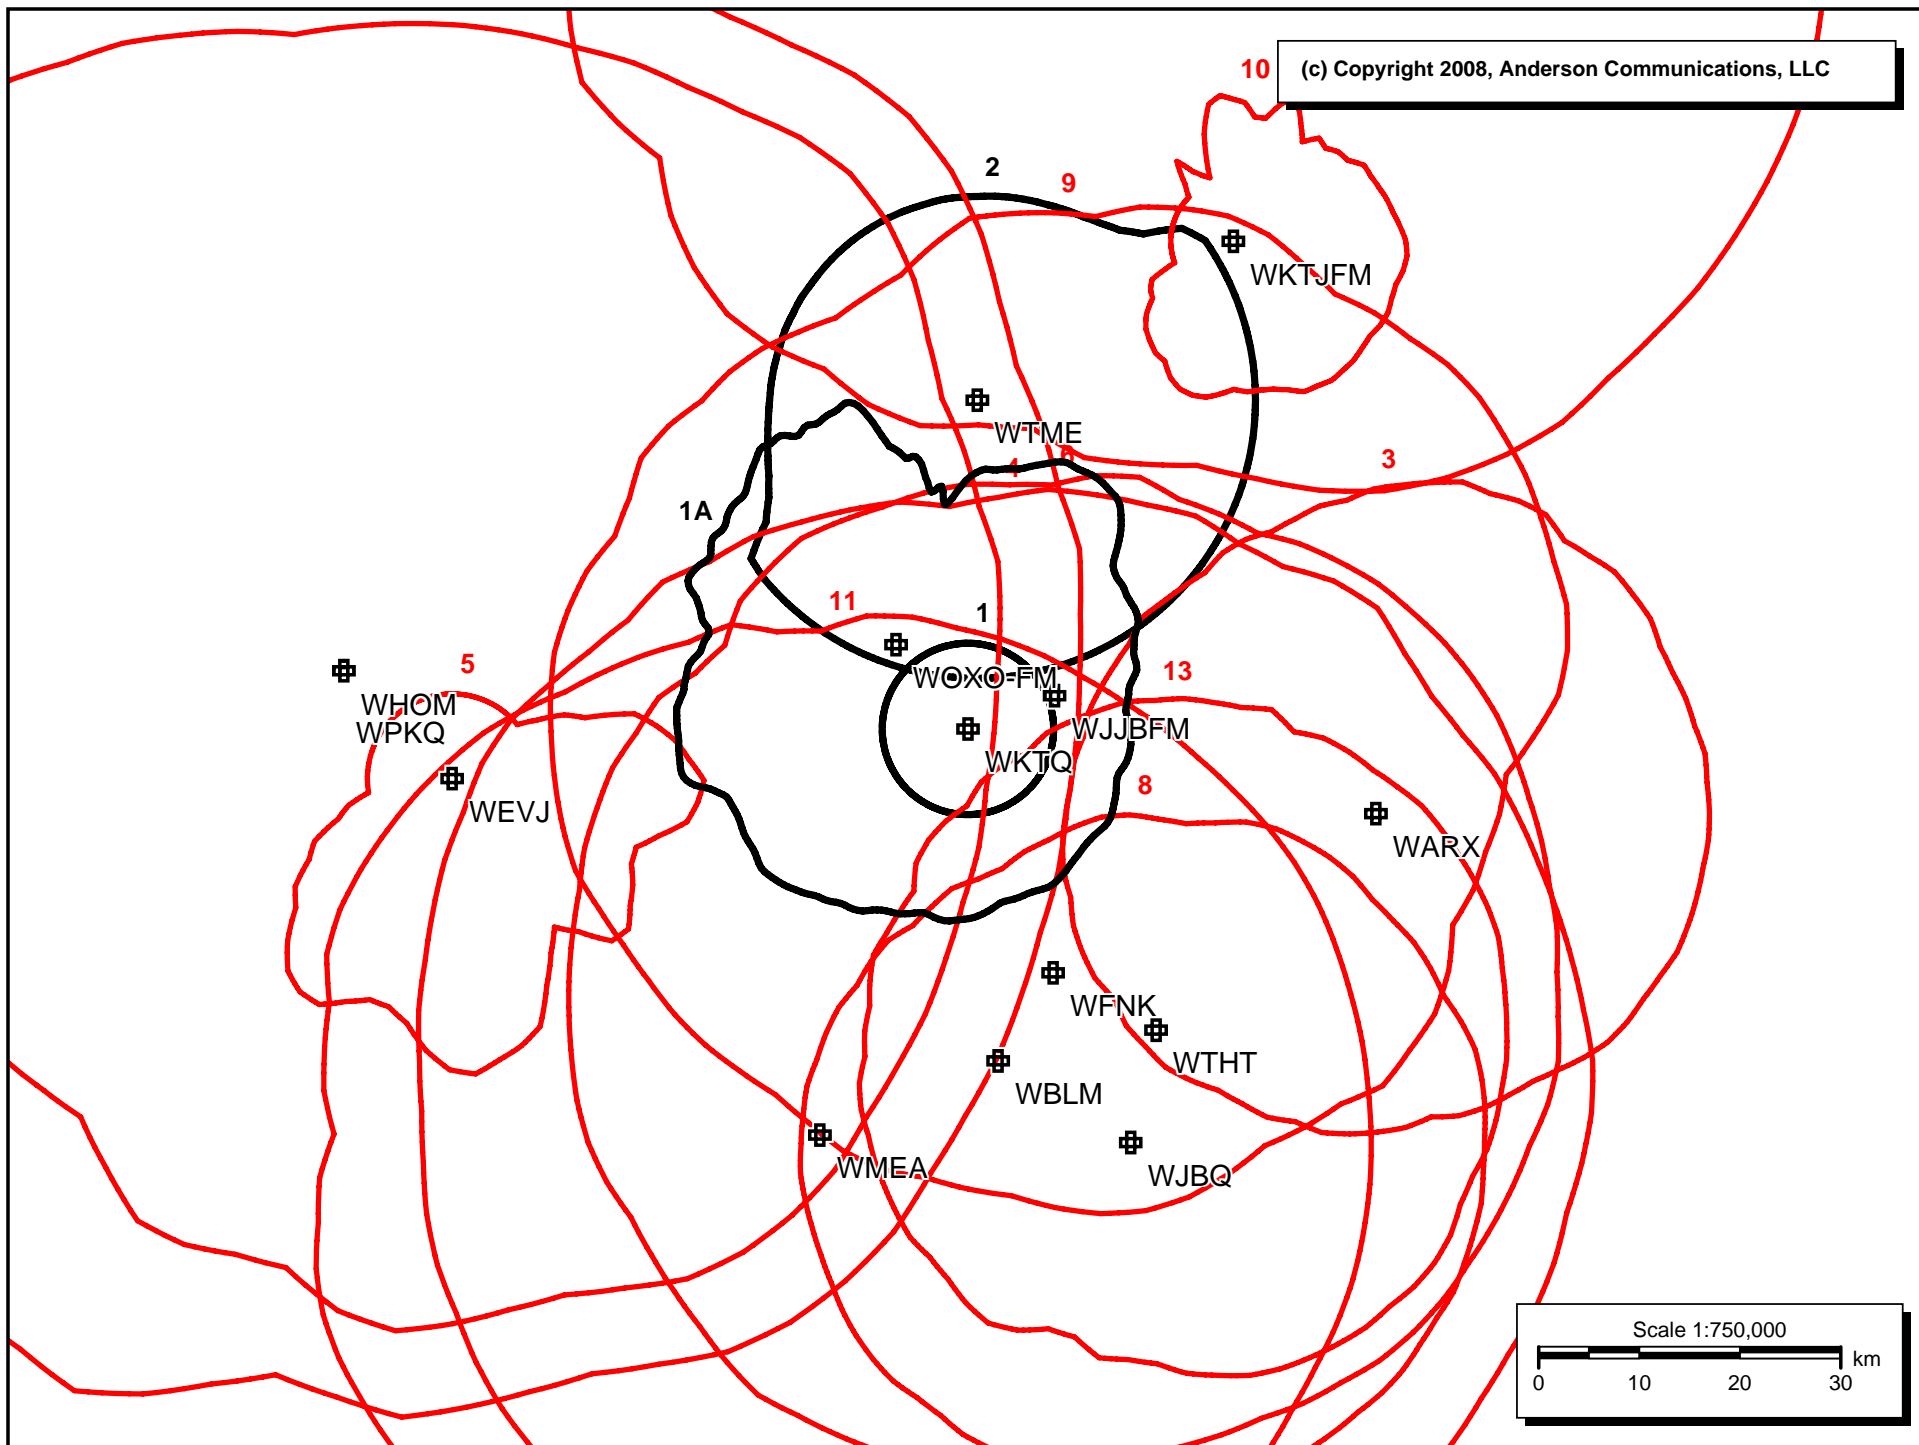 10
(c) Copyright 2008, Anderson Communications, LLC
2
9
WKTJFM
WTME
6
4
3
1A
11
1
5
WOXO-FM
13
WHOM
WPKQ
WJJBFM
WKTQ
8
WEVJ
WARX
WFNK
WTHT
WBLM
WMEA
WJBQ
Scale 1:750,000
km
0 10 20 30